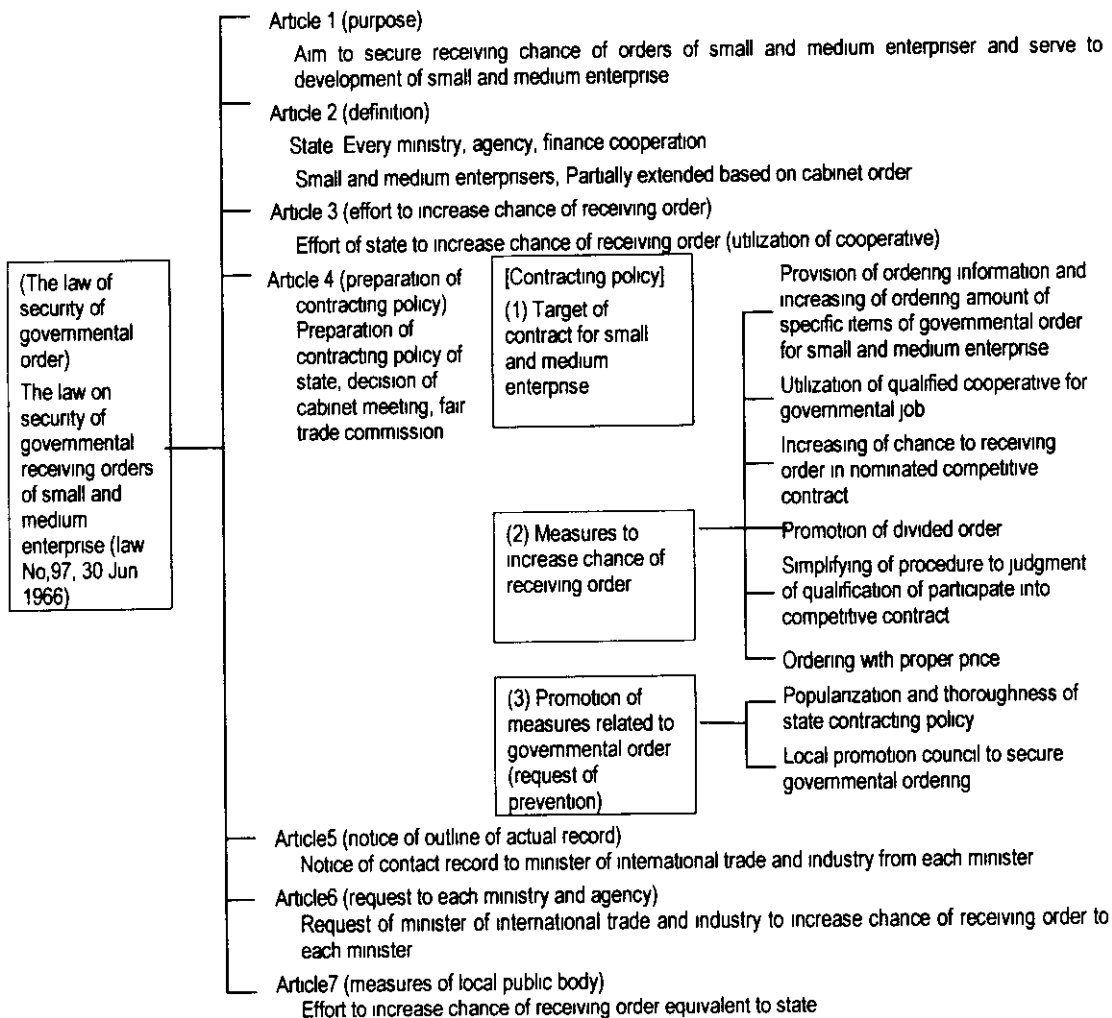 Article 1 (purpose)
Aim to secure receiving chance of orders of small and medium enterpriser and serve to
development of small and medium enterprise
Article 2 (definition)
State Every ministry, agency, finance cooperation
Small and medium enterprisers, Partially extended based on cabinet order
Article 3 (effort to increase chance of receiving order)
Effort of state to increase chance of receiving order (utilization of cooperative)
(The law of
security of
governmental
order)
The law on
security of
governmental
receiving orders
of small and
medium
enterprise (law
No,97, 30 Jun
1966)
Article 4 (preparation of
contracting policy)
Preparation of
contracting policy of
state, decision of
cabinet meeting, fair
trade commission
[Contracting policy]
(1) Target of
contract for small
and medium
enterprise
(2) Measures to
increase chance of
receiving order
Provision of ordering information and
increasing of ordering amount of
specific items of governmental order
for small and medium enterprise
Utilization of qualified cooperative for
governmental job
Increasing of chance to receiving
order in nominated competitive
contract
Promotion of divided order
Simplifying of procedure to judgment
of qualification of participate into
competitive contract
Ordering with proper price
(3) Promotion of
measures related to
governmental order
(request of
prevention)
Popularization and thoroughness of
state contracting policy
Local promotion council to secure
governmental ordering
Article5 (notice of outline of actual record)
Notice of contact record to minister of international trade and industry from each minister
Article6 (request to each ministry and agency)
Request of minister of international trade and industry to increase chance of receiving order to
each minister
Article7 (measures of local public body)
Effort to increase chance of receiving order equivalent to state